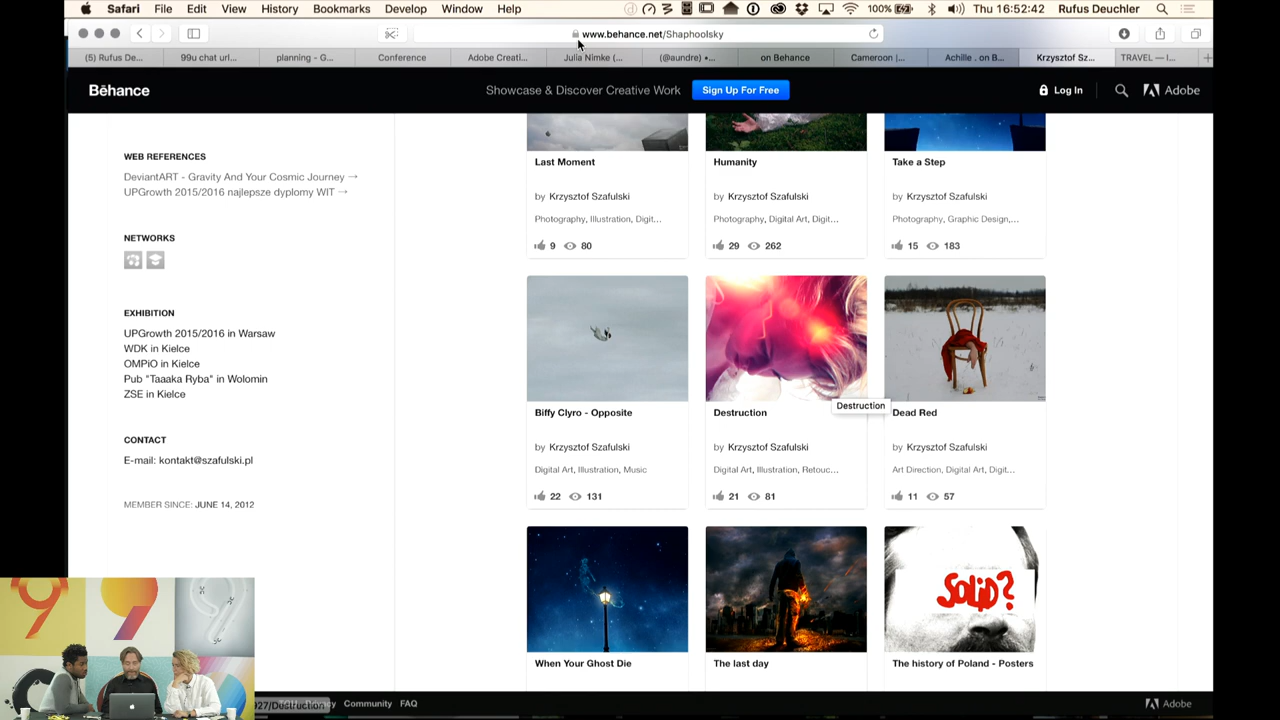 Safari File Edit View History Bookmarks Develop Window Help 100% Thu 16:52:42 Rufus Deuchler
www.behance.net/Shaphoolsky
(5) Rufus De... 99u chat url... planning - G... Conference Adobe Creati... Julia Nimke (... (@aundre) •... on Behance Cameroon |... Achille . on B... Krzysztof Sz... TRAVEL — I...
Bēhance Showcase & Discover Creative Work Sign Up For Free Log In Adobe
WEB REFERENCES
DeviantART - Gravity And Your Cosmic Journey →
UPGrowth 2015/2016 najlepsze dyplomy WIT →
NETWORKS
EXHIBITION
UPGrowth 2015/2016 in Warsaw
WDK in Kielce
OMPiO in Kielce
Pub "Taaaka Ryba" in Wolomin
ZSE in Kielce
CONTACT
E-mail: kontakt@szafulski.pl
MEMBER SINCE: JUNE 14, 2012
Last Moment Humanity Take a Step
by Krzysztof Szafulski by Krzysztof Szafulski by Krzysztof Szafulski
Photography, Illustration, Digit... Photography, Digital Art, Digit... Photography, Graphic Design,...
9 80 29 262 15 183
Destruction
Biffy Clyro - Opposite Destruction Dead Red
by Krzysztof Szafulski by Krzysztof Szafulski by Krzysztof Szafulski
Digital Art, Illustration, Music Digital Art, Illustration, Retouc... Art Direction, Digital Art, Digit...
22 131 21 81 11 57
SOLiD?
When Your Ghost Die The last day The history of Poland - Posters
99
927/Destruction Community FAQ Adobe